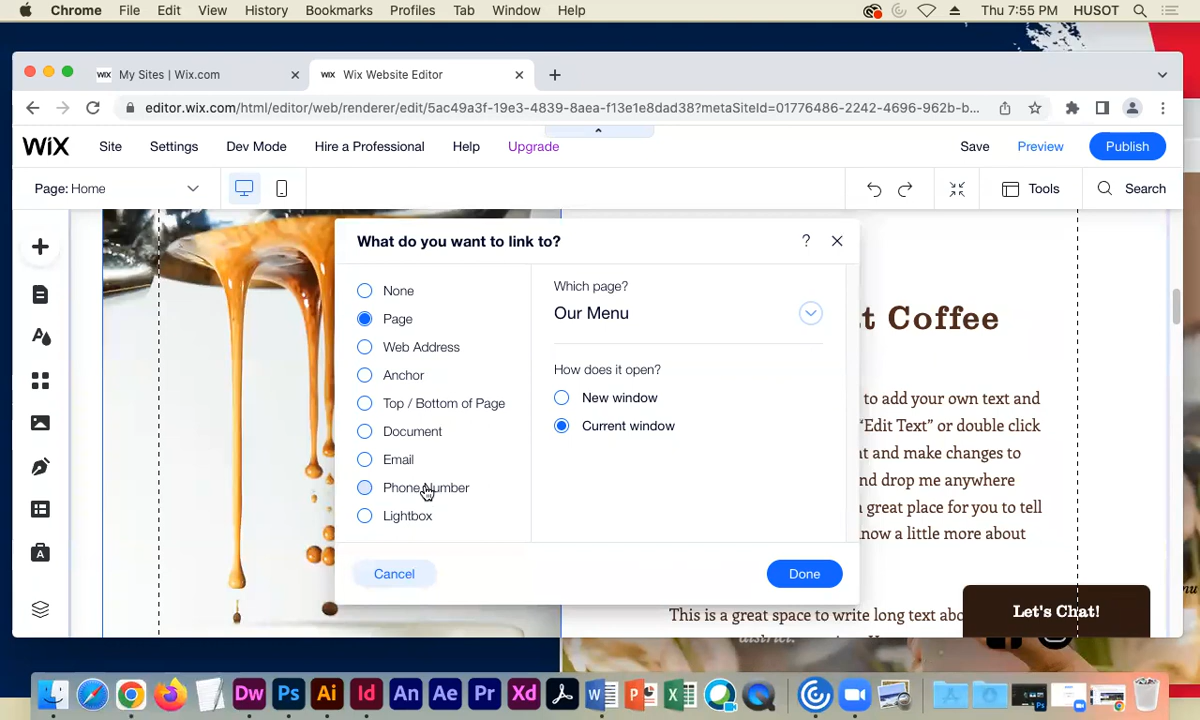 Chrome File Edit View History Bookmarks Profiles Tab Window Help Thu 7:55 PM HUSOT
WiX My Sites | Wix.com WiX Wix Website Editor
editor.wix.com/html/editor/web/renderer/edit/5ac49a3f-19e3-4839-8aea-f13e1e8dad38?metaSiteId=01776486-2242-4696-962b-b...
WiX Site Settings Dev Mode Hire a Professional Help Upgrade Save Preview Publish
Page: Home Tools Search
What do you want to link to? ?
None
Page
Web Address
Anchor
Top / Bottom of Page
Document
Email
Phone Number
Lightbox
Which page?
Our Menu
How does it open?
New window
Current window
Cancel Done
t Coffee
to add your own text and
“Edit Text” or double click
nt and make changes to
nd drop me anywhere
a great place for you to tell
now a little more about
This is a great space to write long text abo
district.
Let's Chat!
Dw Ps Ai Id An Ae Pr Xd W P X